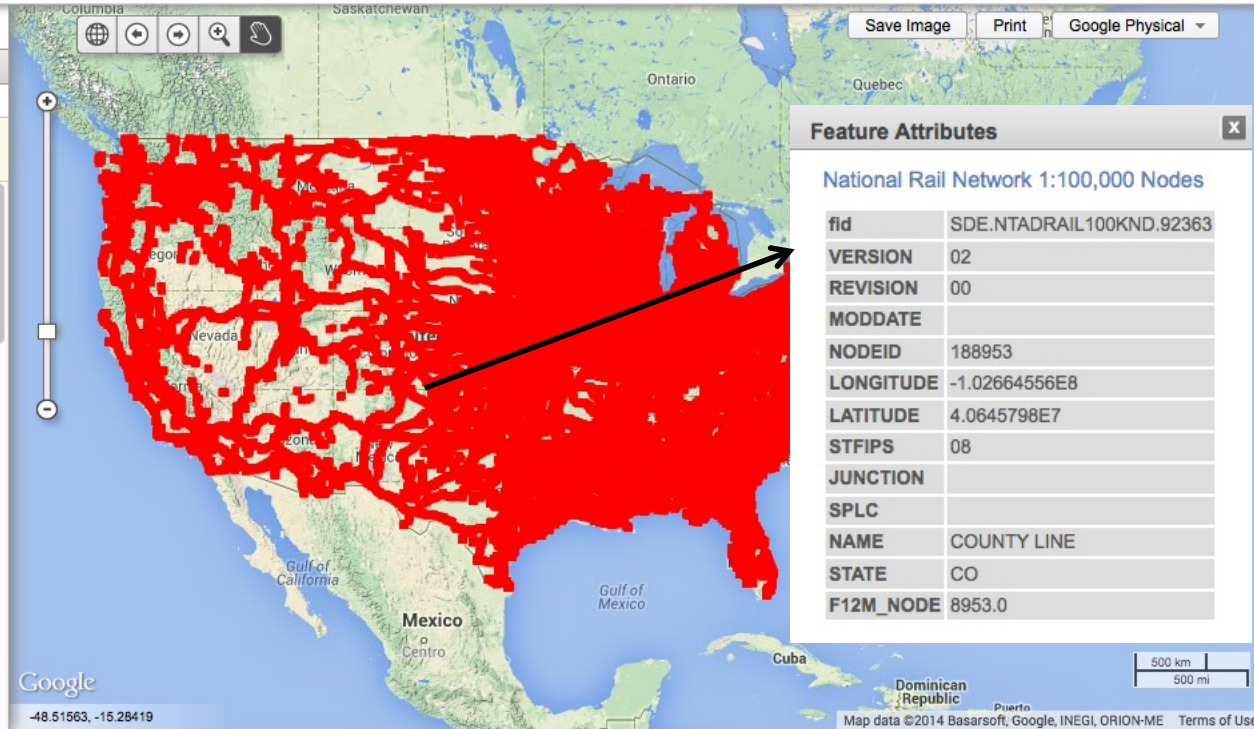 Columbia
Saskatchewan
Save Image
Print
Google Physical
Ontario
Quebec
Feature Attributes
X
National Rail Network 1:100,000 Nodes
fid SDE.NTADRAIL100KND.92363
VERSION 02
REVISION 00
MODDATE
NODEID 188953
LONGITUDE -1.02664556E8
LATITUDE 4.0645798E7
STFIPS 08
JUNCTION
SPLC
NAME COUNTY LINE
STATE CO
F12M_NODE 8953.0
Nevada
Gulf of
California
Gulf of
Mexico
Mexico
Centro
Cuba
Dominican
Republic
Puerto
500 km
500 mi
Google
-48.51563, -15.28419
Map data ©2014 Basarsoft, Google, INEGI, ORION-ME Terms of Use